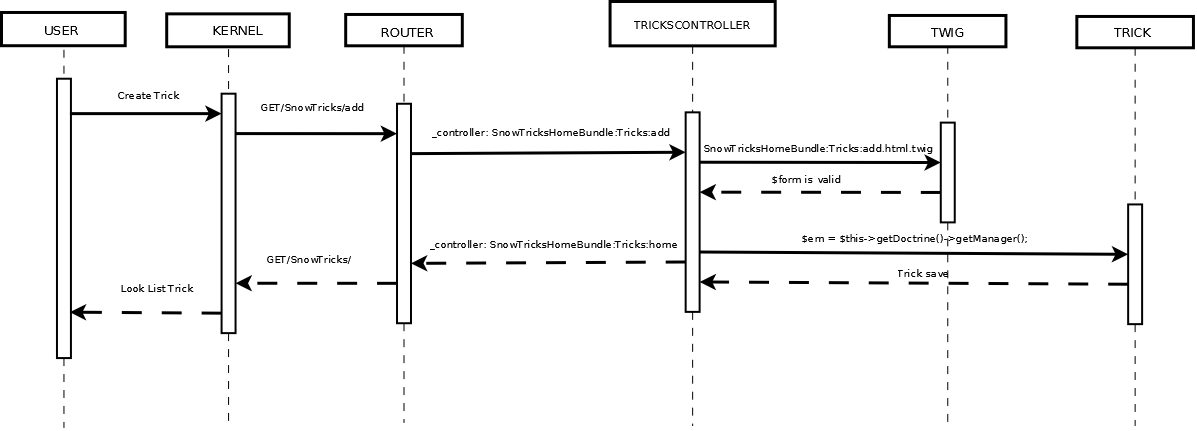 USER
KERNEL
ROUTER
TRICKSCONTROLLER
TWIG
TRICK
Create Trick
GET/SnowTricks/add
_controller: SnowTricksHomeBundle:Tricks:add
SnowTricksHomeBundle:Tricks:add.html.twig
$form is valid
$em = $this->getDoctrine()->getManager();
_controller: SnowTricksHomeBundle:Tricks:home
GET/SnowTricks/
Trick save
Look List Trick